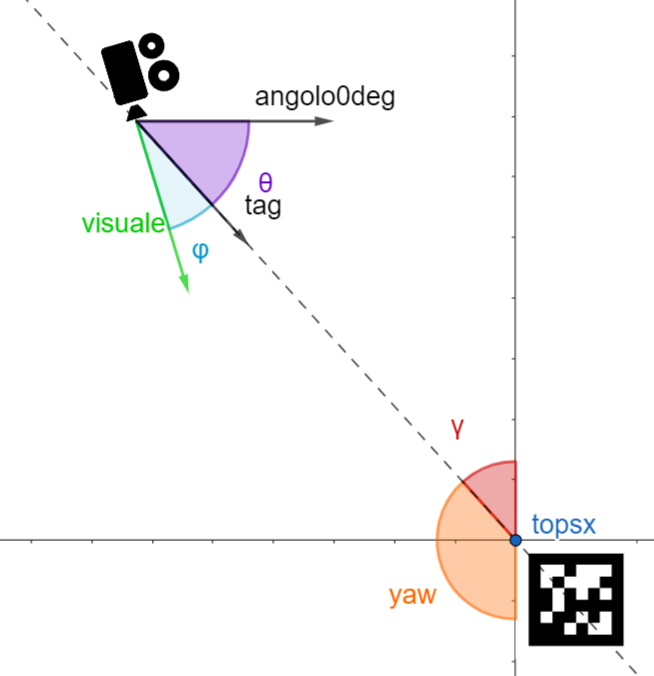 angolo0deg
θ
tag
visuale
φ
γ
topsx
yaw